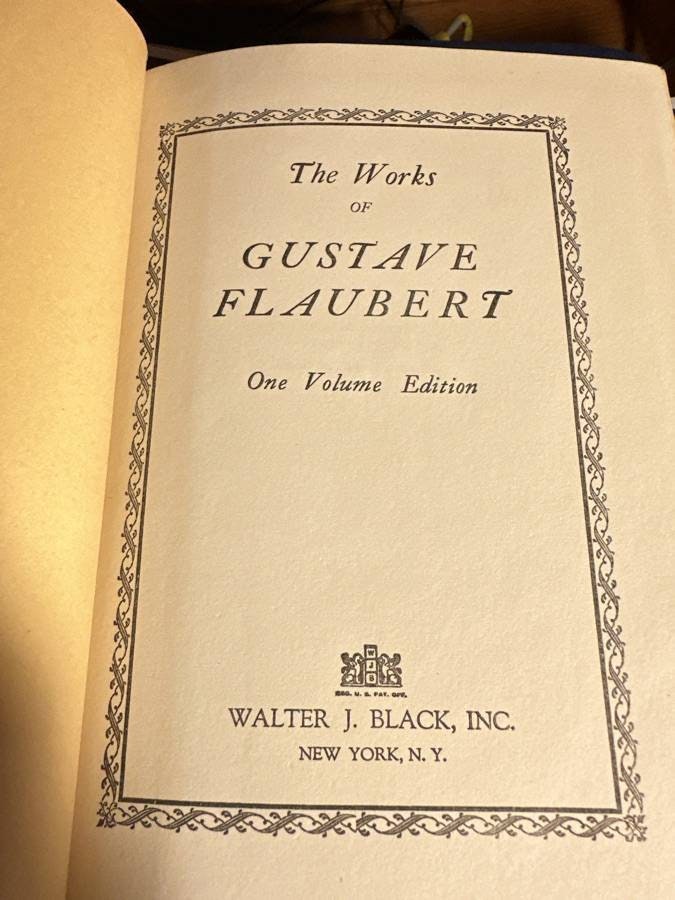 The Works
OF
GUSTAVE
FLAUBERT
One Volume Edition
W
J
B
REG. U. S. PAT. OFF.
WALTER J. BLACK, INC.
NEW YORK, N. Y.